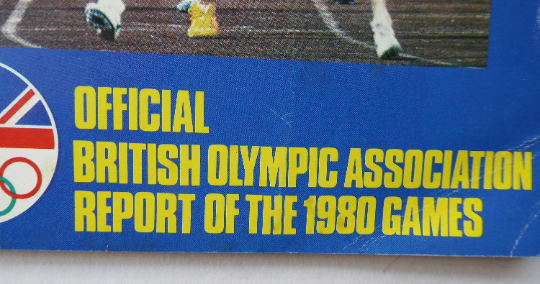 OFFICIAL
BRITISH OLYMPIC ASSOCIATION
REPORT OF THE 1980 GAMES